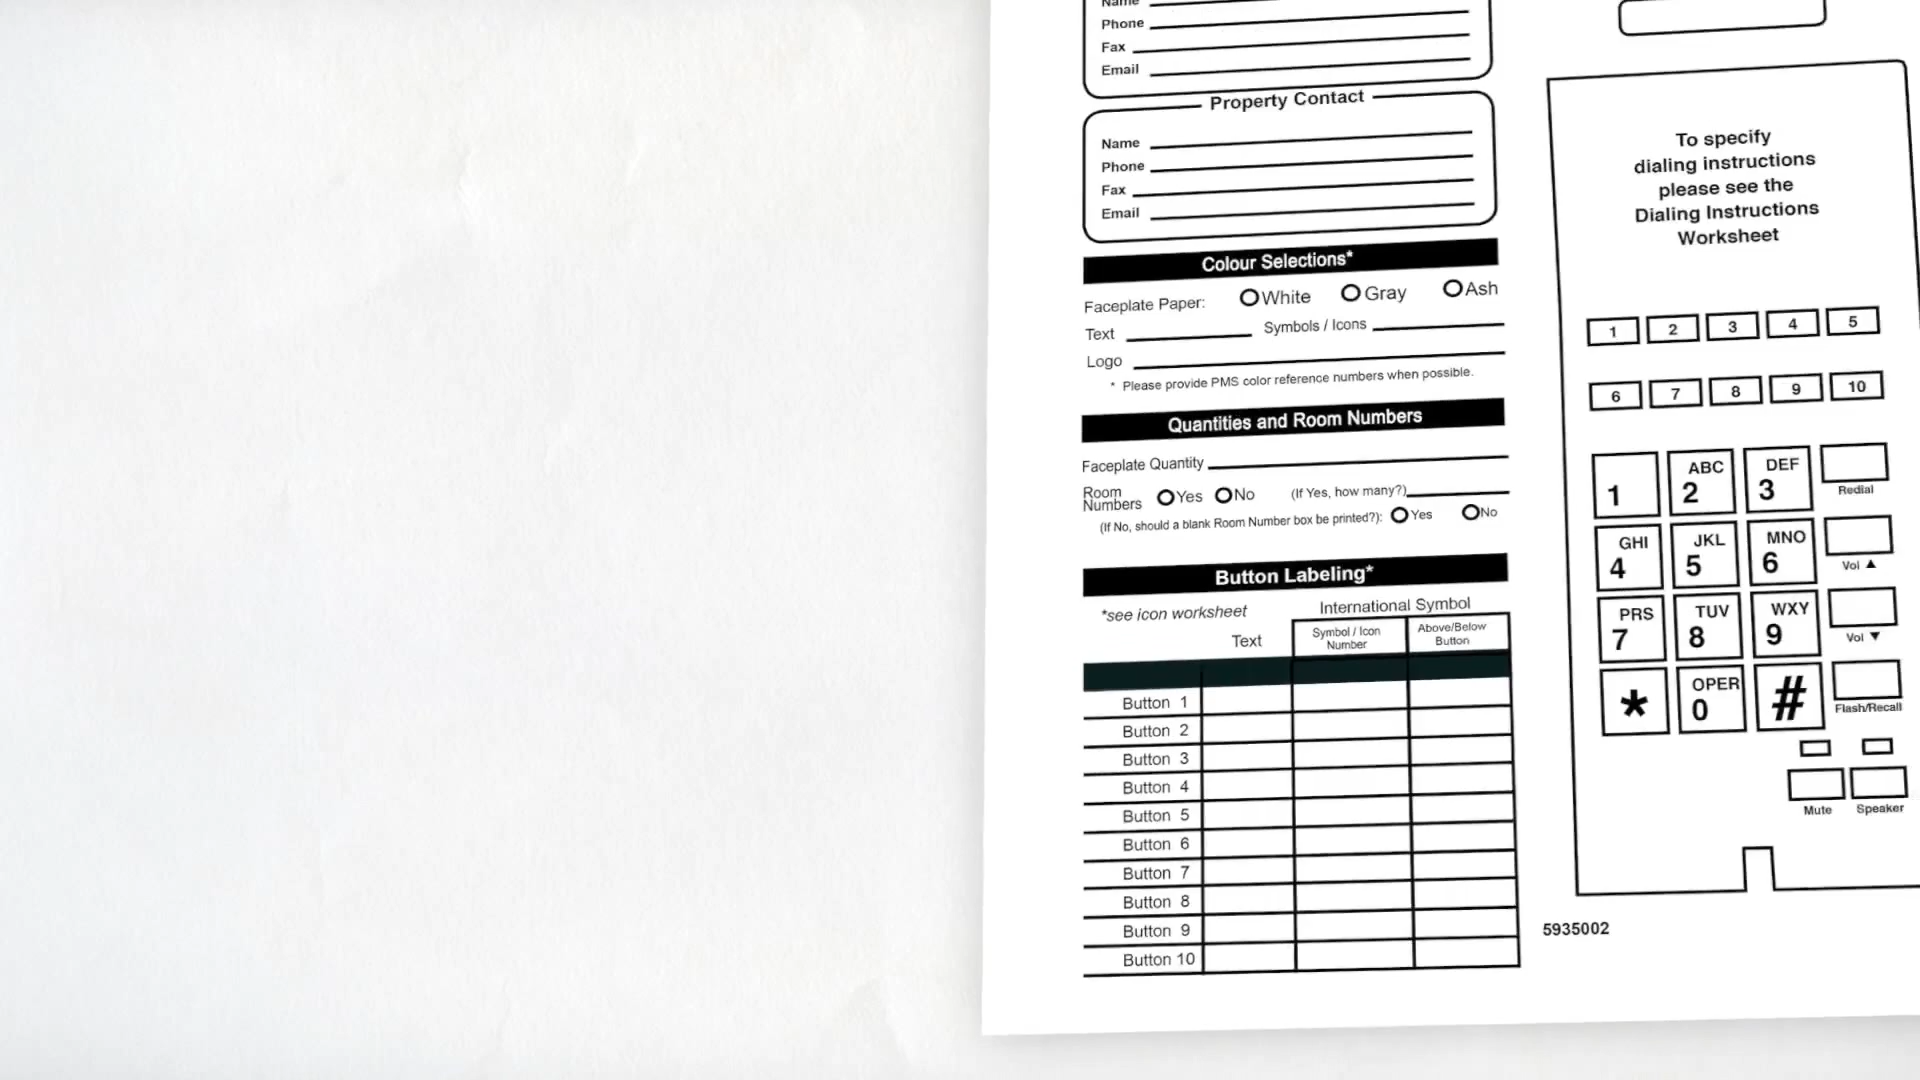 Name
Phone
Fax
Email
Property Contact
Name
Phone
Fax
Email
Colour Selections*
Faceplate Paper: White Gray Ash
Text Symbols / Icons
Logo
* Please provide PMS color reference numbers when possible.
Quantities and Room Numbers
Faceplate Quantity
Room Numbers Yes No (If Yes, how many?)
(If No, should a blank Room Number box be printed?): Yes No
Button Labeling*
*see icon worksheet
International Symbol
Text
Symbol / Icon Number
Above/Below Button
Button 1
Button 2
Button 3
Button 4
Button 5
Button 6
Button 7
Button 8
Button 9
Button 10
To specify
dialing instructions
please see the
Dialing Instructions
Worksheet
1 2 3 4 5
6 7 8 9 10
1 ABC 2 DEF 3 Redial
GHI 4 JKL 5 MNO 6 Vol ▲
PRS 7 TUV 8 WXY 9 Vol ▼
* OPER 0 # Flash/Recall
Mute Speaker
5935002